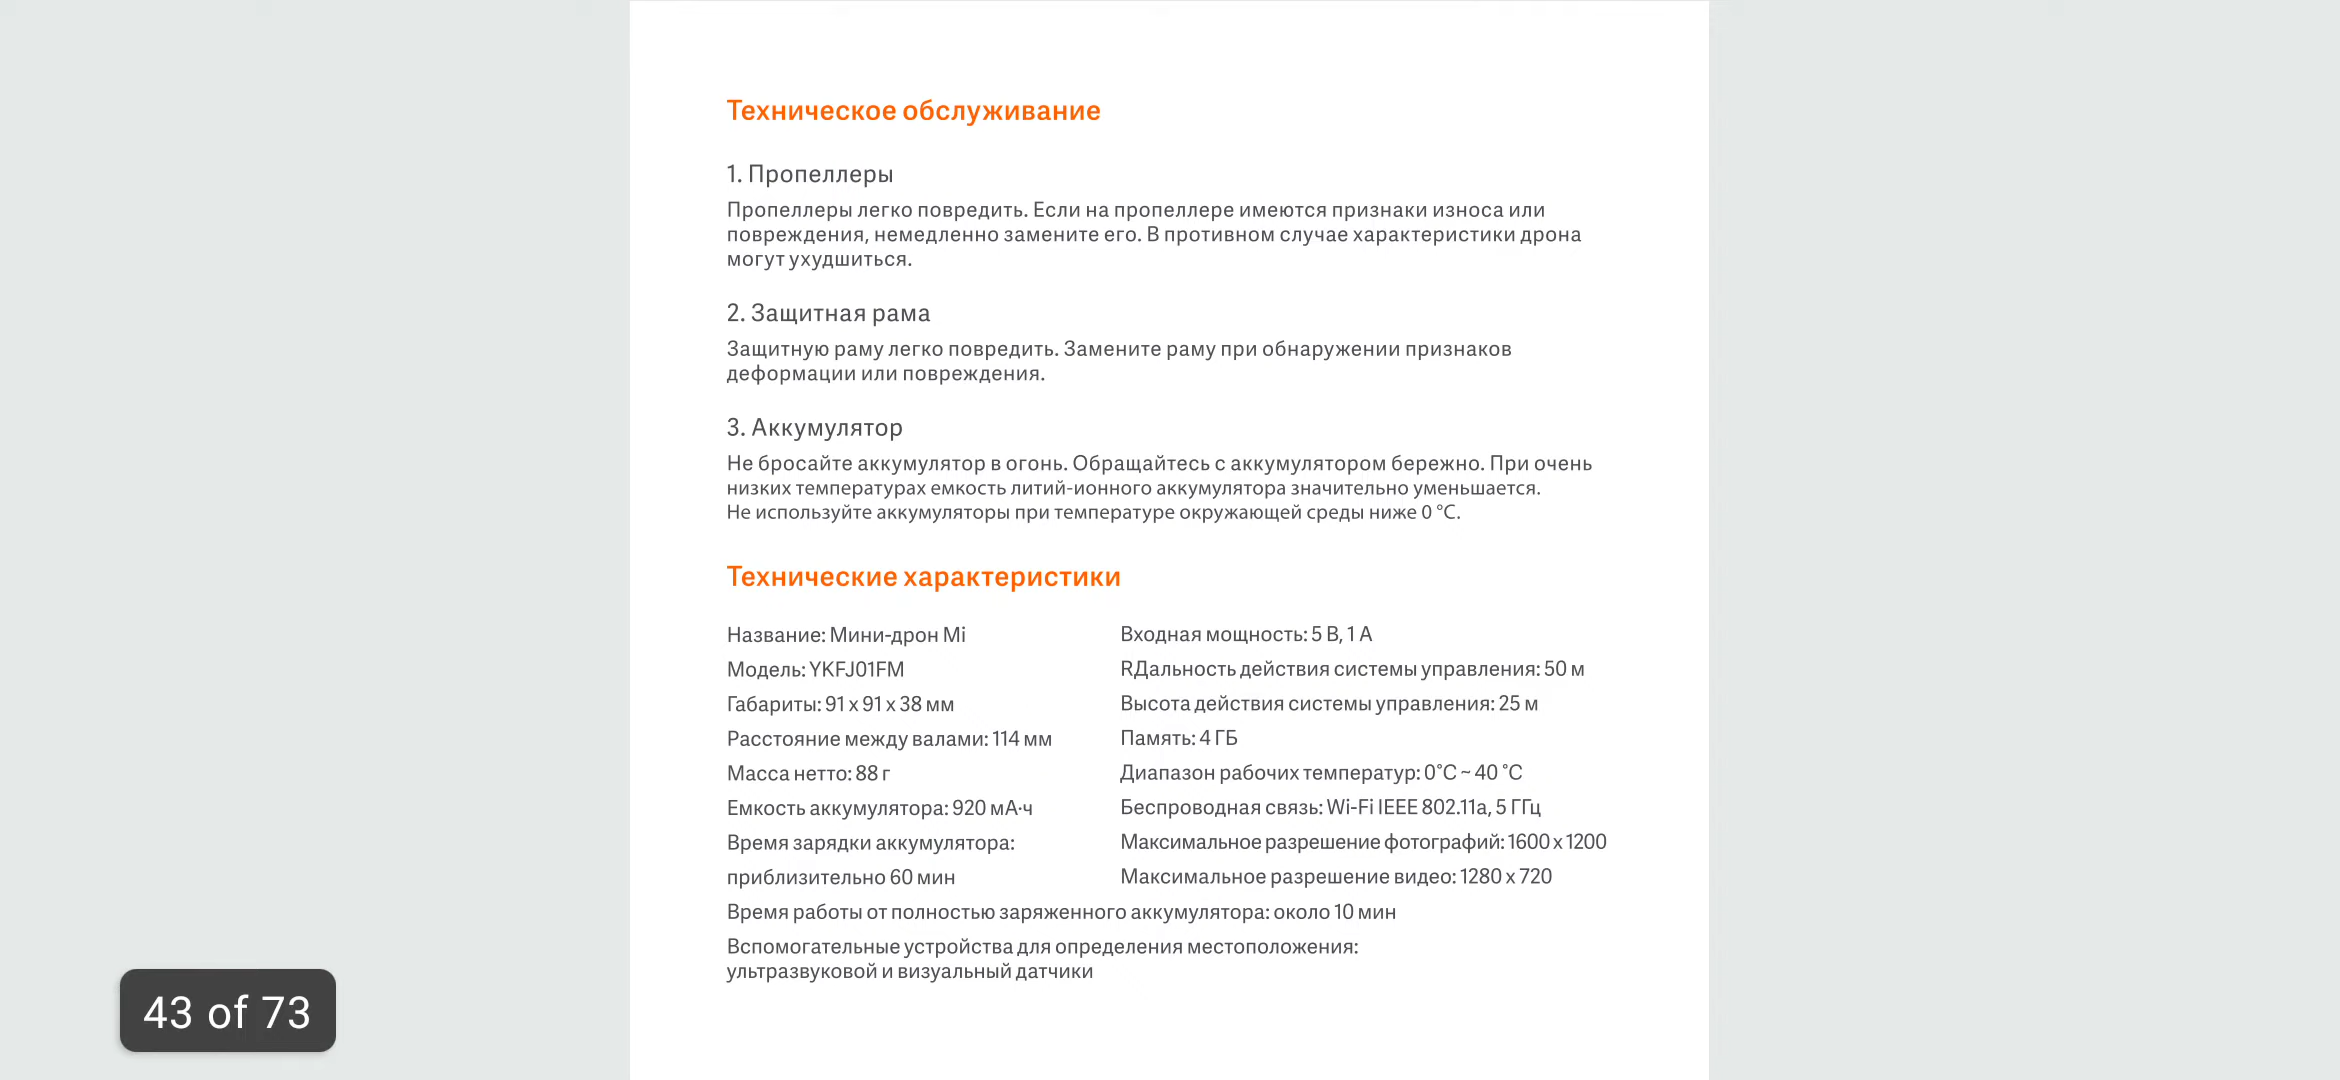 Техническое обслуживание
1. Пропеллеры
Пропеллеры легко повредить. Если на пропеллере имеются признаки износа или
повреждения, немедленно замените его. В противном случае характеристики дрона
могут ухудшиться.
2. Защитная рама
Защитную раму легко повредить. Замените раму при обнаружении признаков
деформации или повреждения.
3. Аккумулятор
Не бросайте аккумулятор в огонь. Обращайтесь с аккумулятором бережно. При очень
низких температурах емкость литий-ионного аккумулятора значительно уменьшается.
Не используйте аккумуляторы при температуре окружающей среды ниже 0 °C.
Технические характеристики
Название: Мини-дрон Mi
Модель: YKFJ01FM
Габариты: 91 x 91 x 38 мм
Расстояние между валами: 114 мм
Масса нетто: 88 г
Емкость аккумулятора: 920 мА·ч
Время зарядки аккумулятора:
приблизительно 60 мин
Входная мощность: 5 В, 1 А
RДальность действия системы управления: 50 м
Высота действия системы управления: 25 м
Память: 4 ГБ
Диапазон рабочих температур: 0°C ~ 40 °C
Беспроводная связь: Wi-Fi IEEE 802.11a, 5 ГГц
Максимальное разрешение фотографий: 1600 x 1200
Максимальное разрешение видео: 1280 x 720
Время работы от полностью заряженного аккумулятора: около 10 мин
Вспомогательные устройства для определения местоположения:
ультразвуковой и визуальный датчики
43 of 73